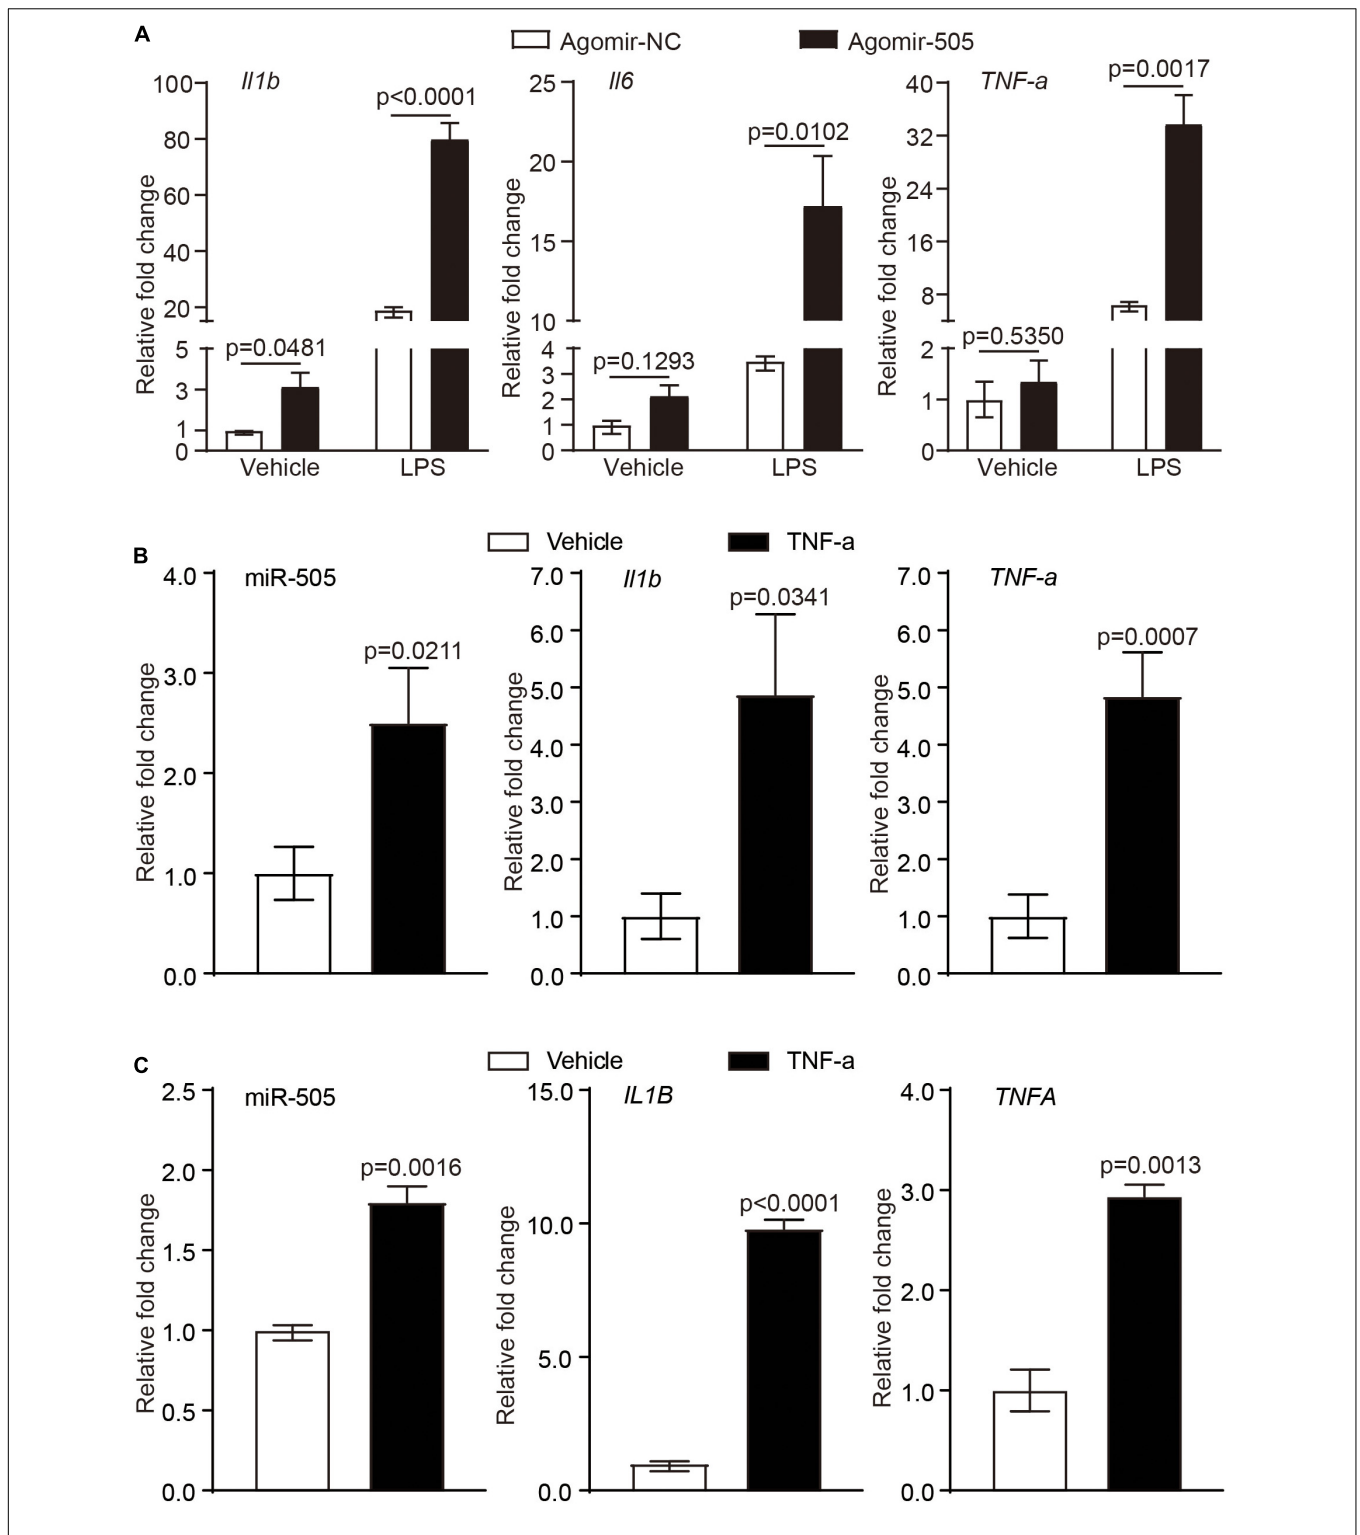 A
Agomir-NC Agomir-505
Il1b
Relative fold change
100
80
60
40
20
5
3
1
0
p=0.0481
p<0.0001
Vehicle LPS
Il6
Relative fold change
25
20
15
10
4
3
2
1
0
p=0.1293
p=0.0102
Vehicle LPS
TNF-a
Relative fold change
40
32
24
16
8
2
1
0
p=0.5350
p=0.0017
Vehicle LPS
B
Vehicle TNF-a
miR-505
Relative fold change
4.0
3.0
2.0
1.0
0.0
p=0.0211
Il1b
Relative fold change
7.0
6.0
5.0
4.0
3.0
2.0
1.0
0.0
p=0.0341
TNF-a
Relative fold change
7.0
6.0
5.0
4.0
3.0
2.0
1.0
0.0
p=0.0007
C
Vehicle TNF-a
miR-505
Relative fold change
2.5
2.0
1.5
1.0
0.5
0.0
p=0.0016
IL1B
Relative fold change
15.0
10.0
5.0
0.0
p<0.0001
TNFA
Relative fold change
4.0
3.0
2.0
1.0
0.0
p=0.0013